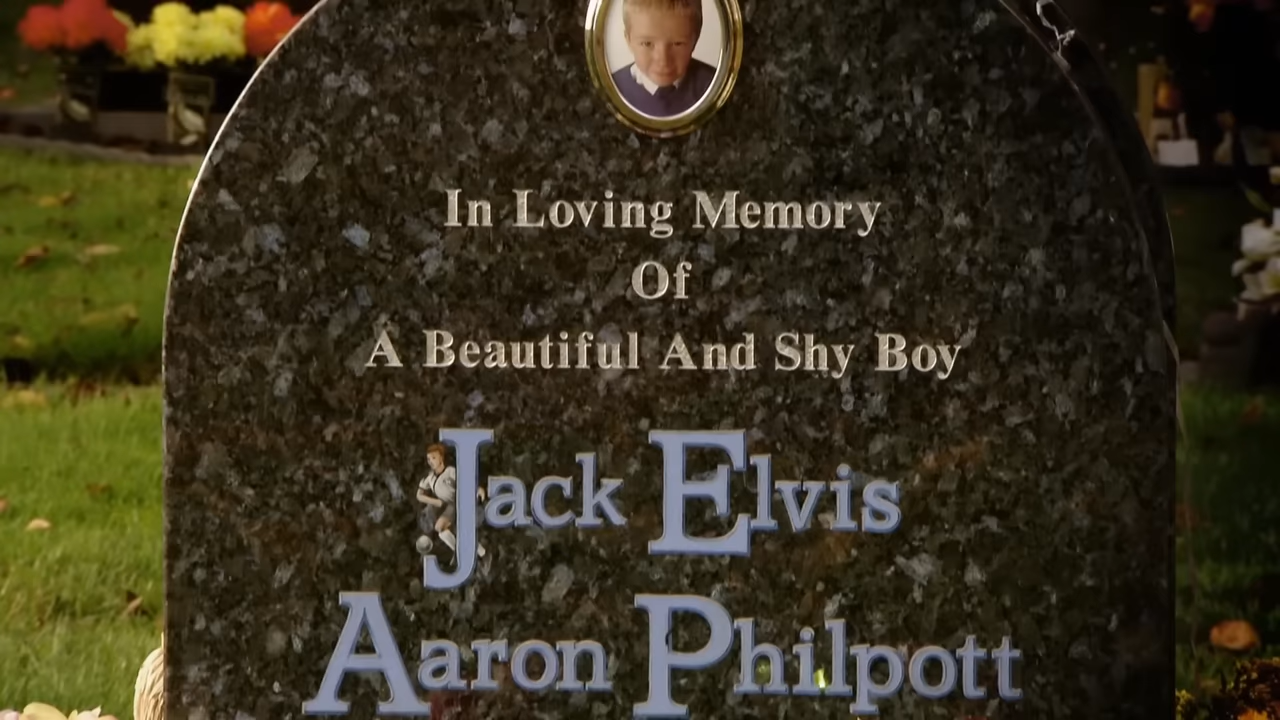 In Loving Memory
Of
A Beautiful And Shy Boy
Jack Elvis
Aaron Philpott